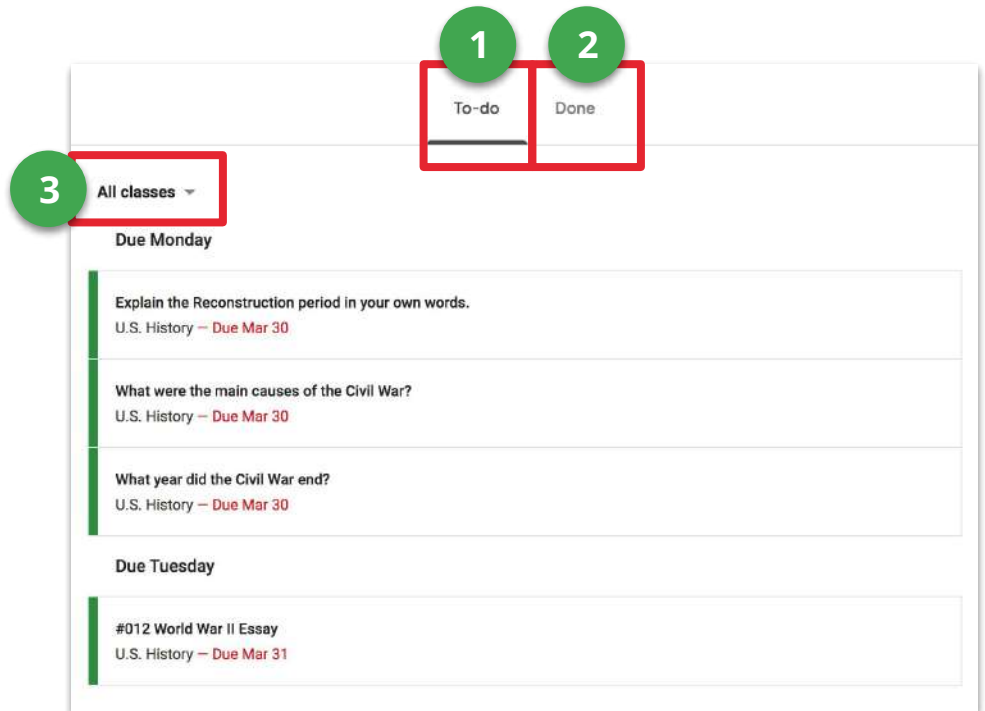 1 2
To-do Done
3
All classes
Due Monday
Explain the Reconstruction period in your own words.
U.S. History — Due Mar 30
What were the main causes of the Civil War?
U.S. History — Due Mar 30
What year did the Civil War end?
U.S. History — Due Mar 30
Due Tuesday
#012 World War II Essay
U.S. History — Due Mar 31